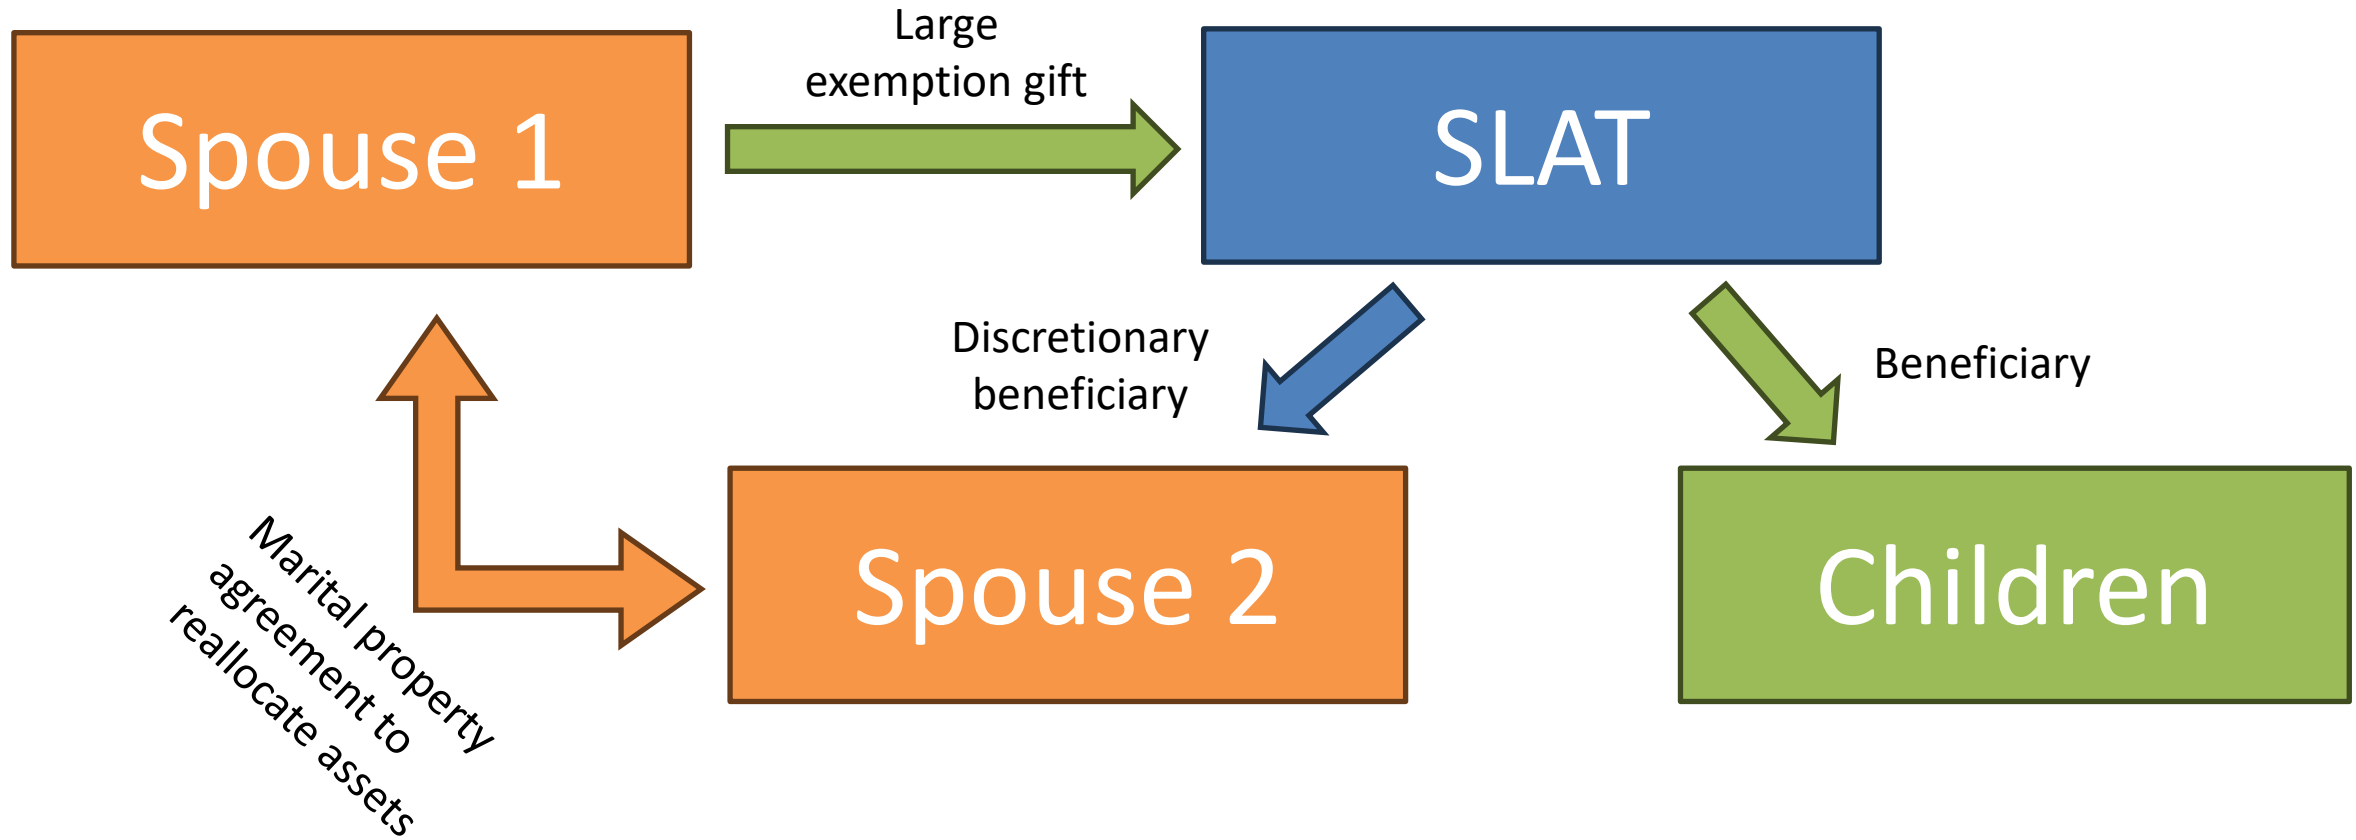 Large
exemption gift
Spouse 1
SLAT
Discretionary
beneficiary
Beneficiary
Marital property
agreement to
reallocate assets
Spouse 2
Children